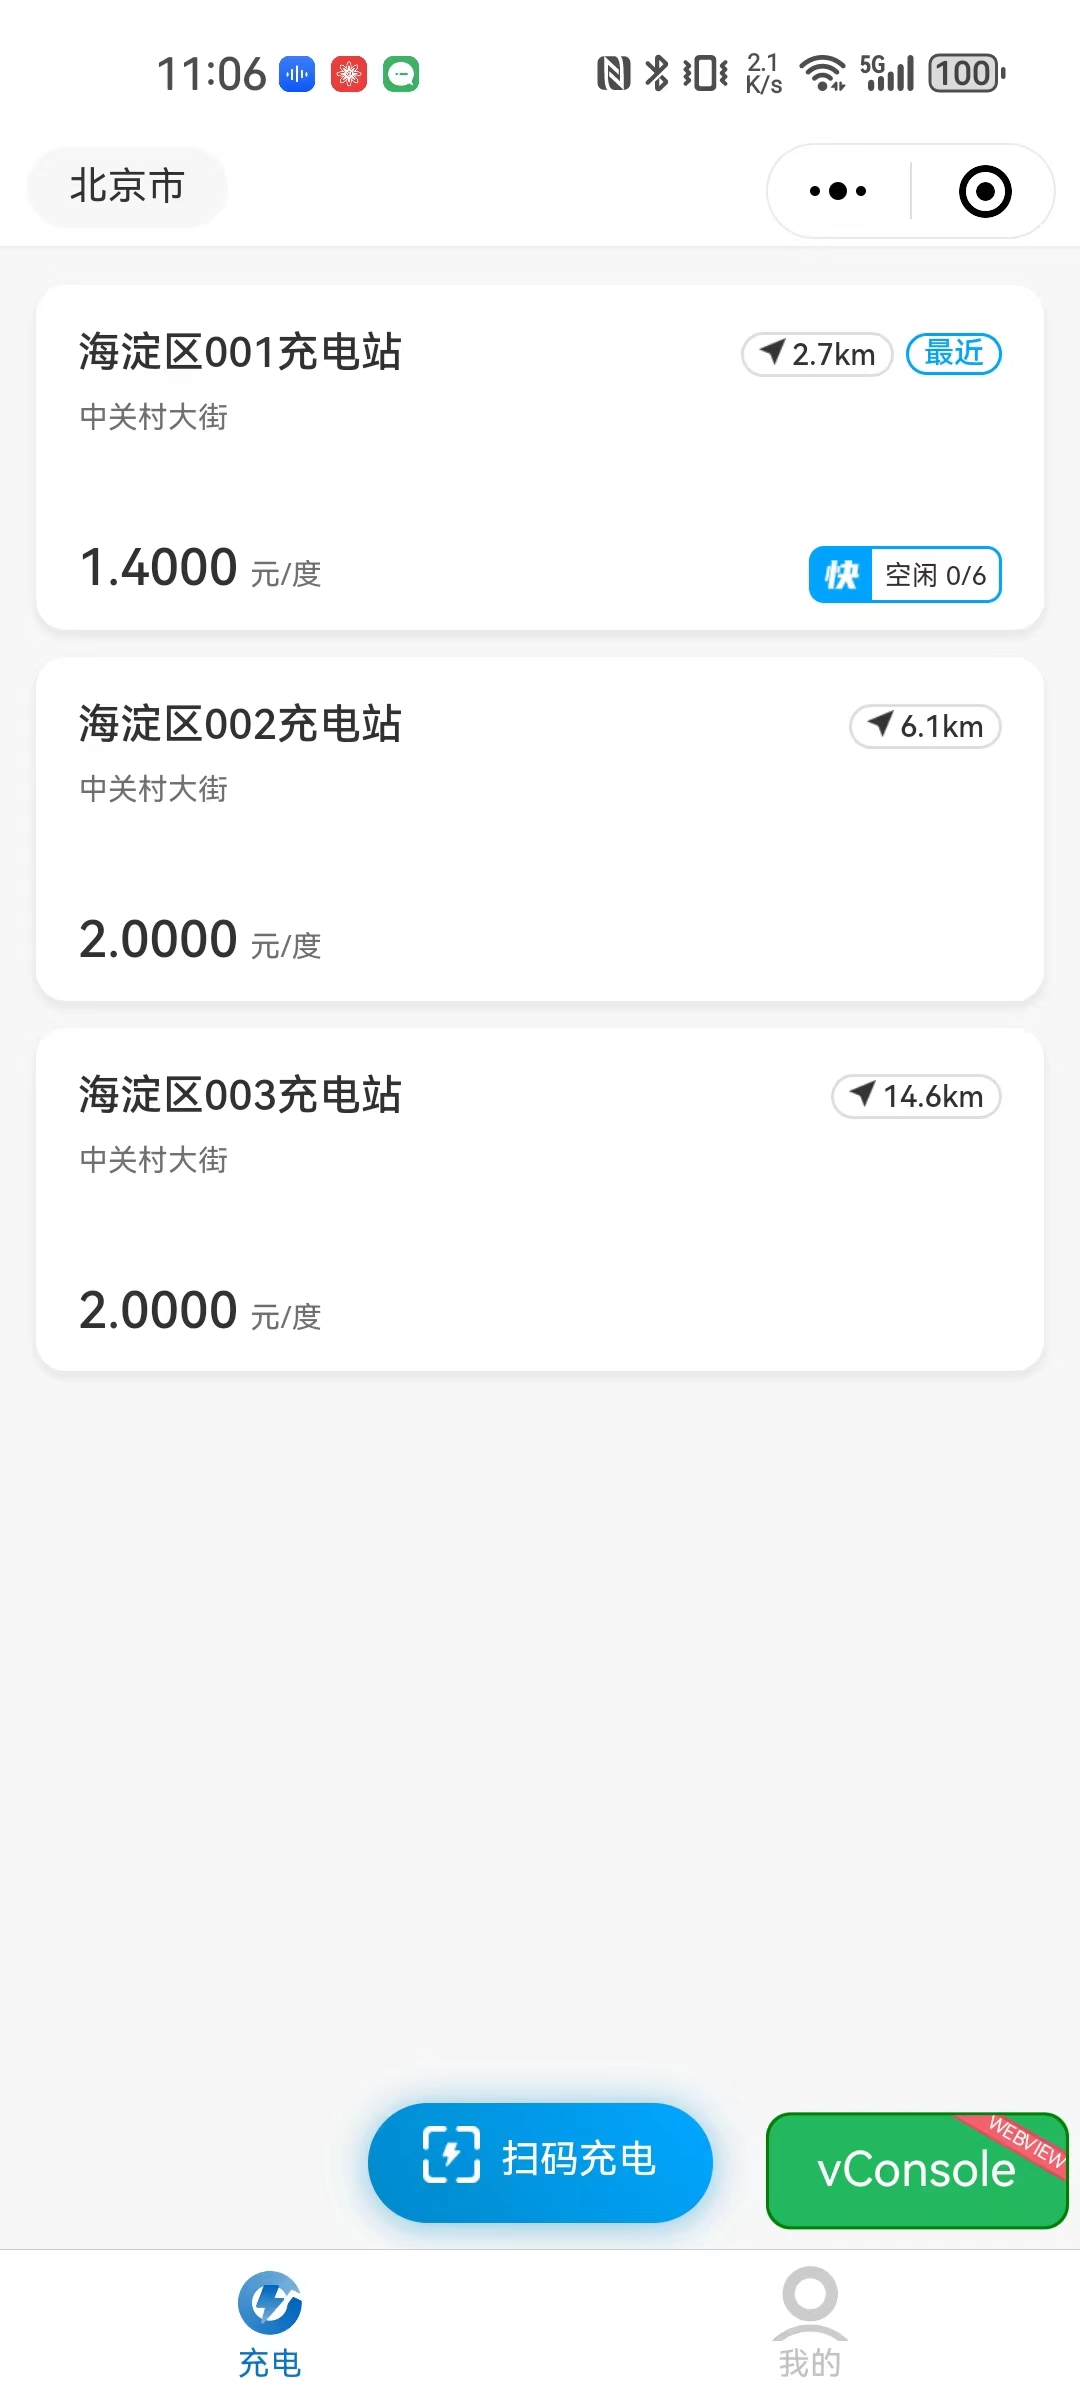 11:06
2.1
K/s
5G
100
北京市
海淀区001充电站
2.7km
最近
中关村大街
1.4000 元/度
快 空闲 0/6
海淀区002充电站
6.1km
中关村大街
2.0000 元/度
海淀区003充电站
14.6km
中关村大街
2.0000 元/度
扫码充电
vConsole
WEBVIEW
充电
我的